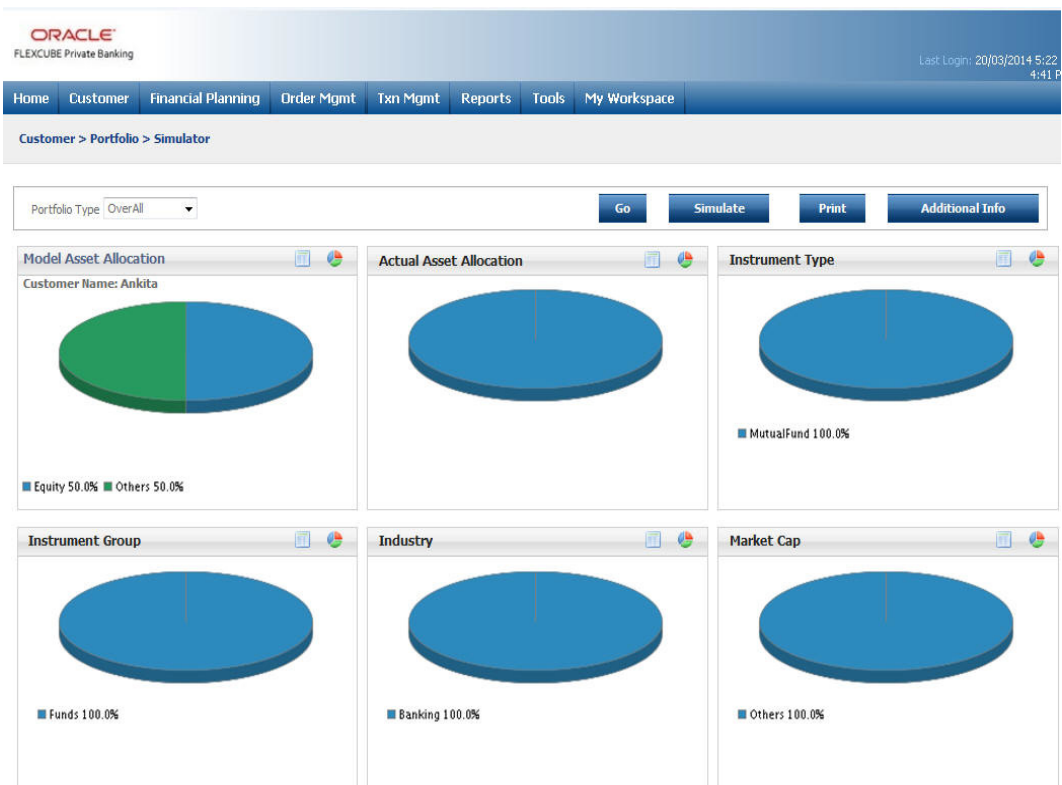 ORACLE
FLEXCUBE Private Banking
Last Login: 20/03/2014 5:22
4:41 P
Home Customer Financial Planning Order Mgmt Txn Mgmt Reports Tools My Workspace
Customer > Portfolio > Simulator
Portfolio Type OverAll Go Simulate Print Additional Info
Model Asset Allocation
Customer Name: Ankita
Equity 50.0% Others 50.0%
Actual Asset Allocation
Instrument Type
MutualFund 100.0%
Instrument Group
Funds 100.0%
Industry
Banking 100.0%
Market Cap
Others 100.0%